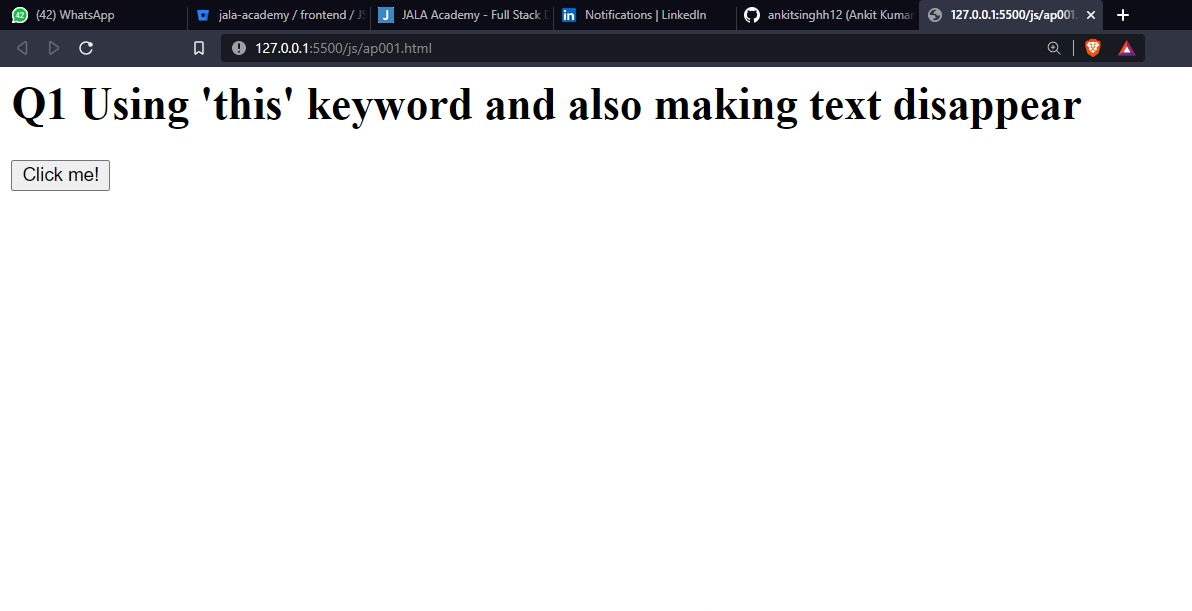 42 (42) WhatsApp
jala-academy / frontend / JS
J JALA Academy - Full Stack D
in Notifications | LinkedIn
ankitsinghh12 (Ankit Kumar
127.0.0.1:5500/js/ap001.
127.0.0.1:5500/js/ap001.html
Q1 Using 'this' keyword and also making text disappear
Click me!